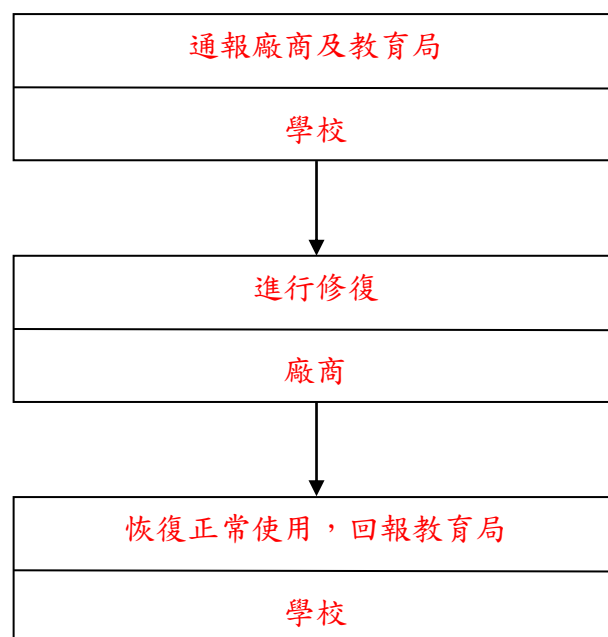 通報廠商及教育局
學校
進行修復
廠商
恢復正常使用，回報教育局
學校